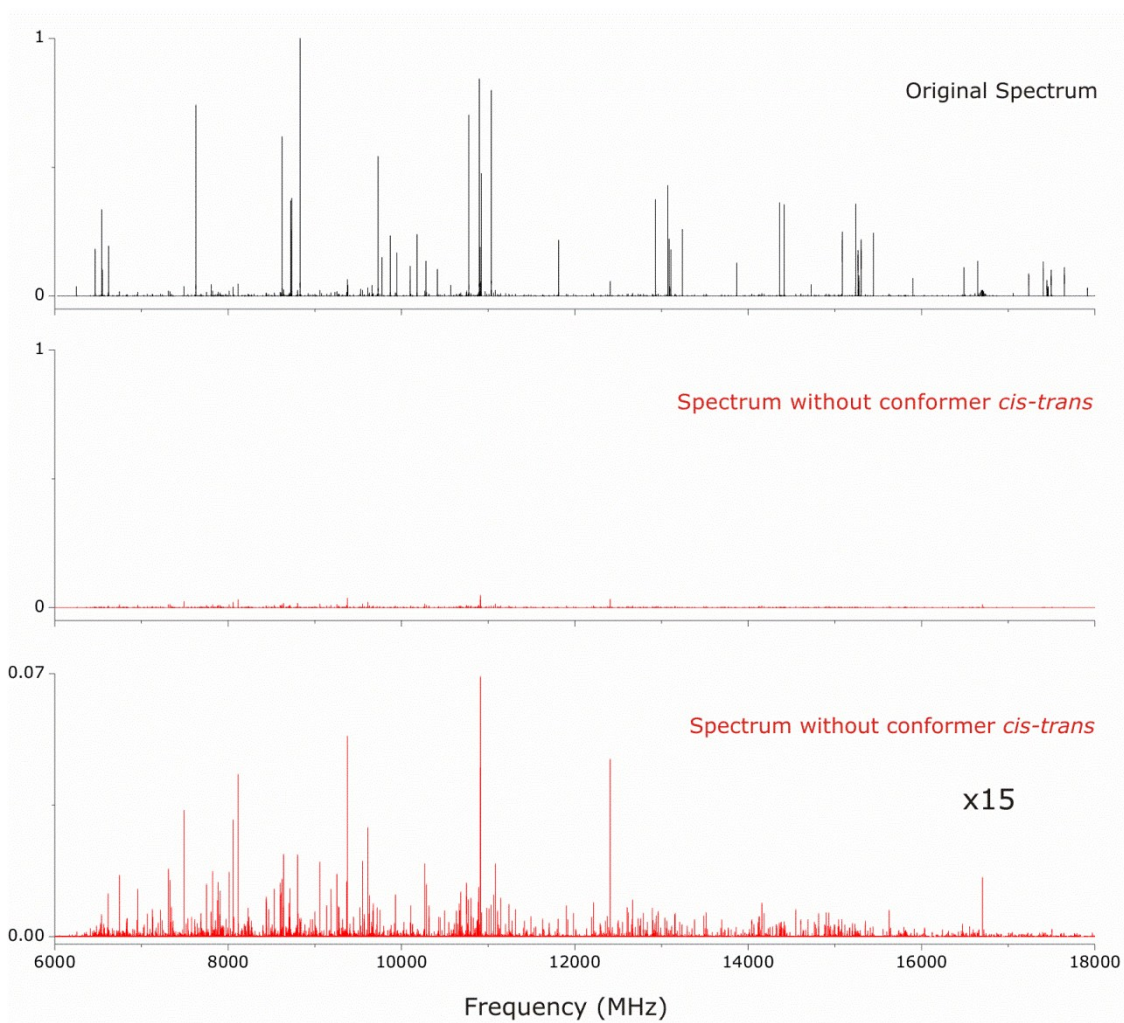 1
Original Spectrum
0
1
Spectrum without conformer cis-trans
0
0.07
Spectrum without conformer cis-trans
x15
0.00
6000 8000 10000 12000 14000 16000 18000
Frequency (MHz)